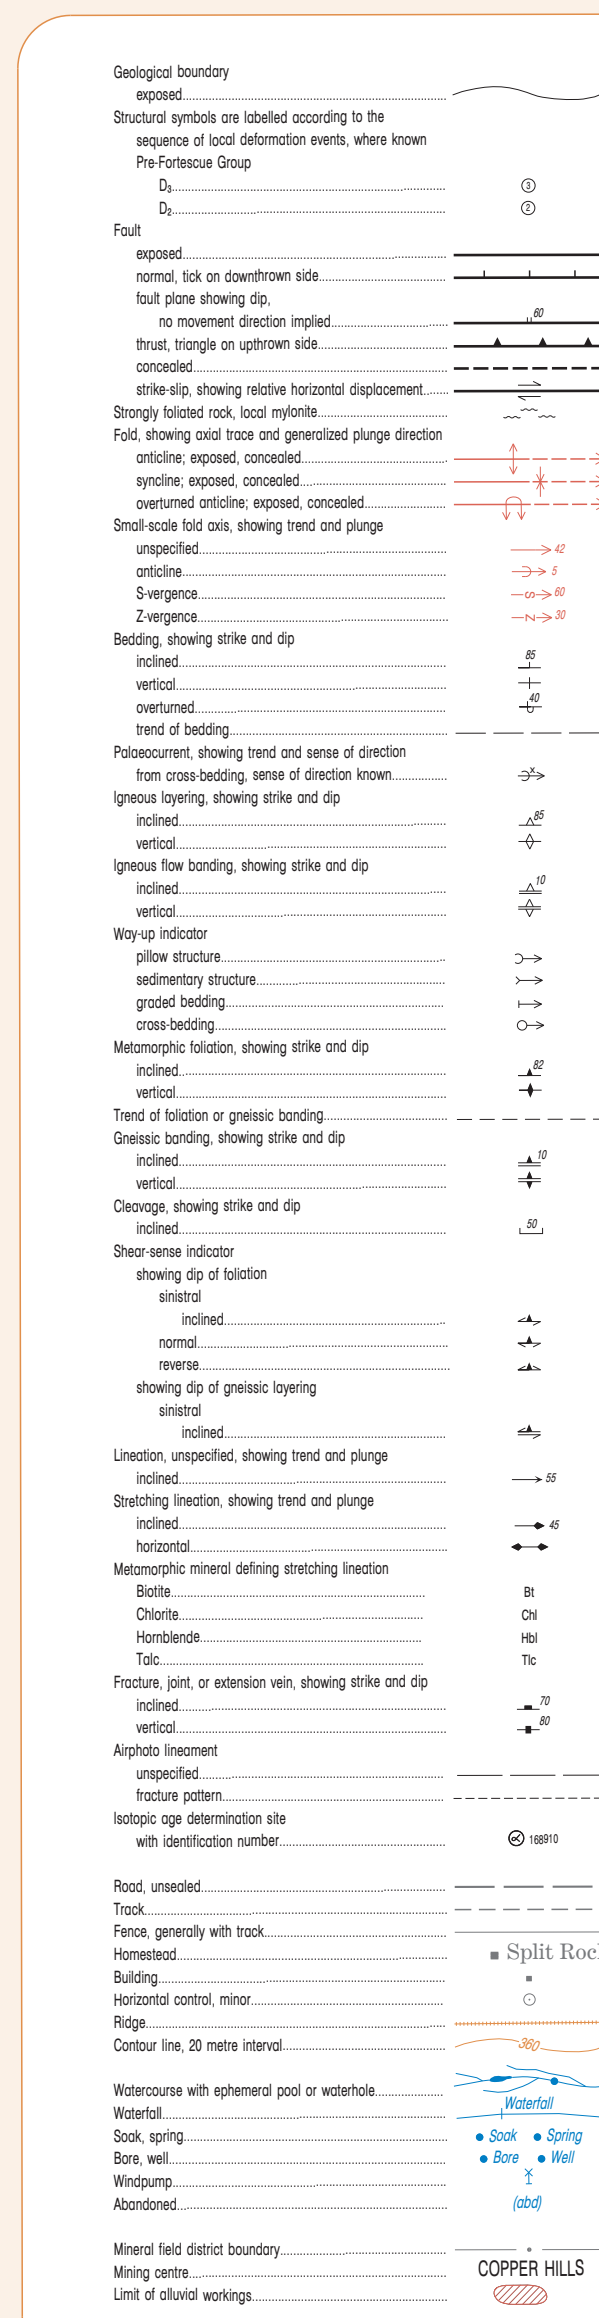 Geological boundary
exposed
Structural symbols are labelled according to the
sequence of local deformation events, where known
Pre-Fortescue Group
D₃ 3
D₂ 2
Fault
exposed
normal, tick on downthrown side
fault plane showing dip,
no movement direction implied 60
thrust, triangle on upthrown side
concealed
strike-slip, showing relative horizontal displacement
Strongly foliated rock, local mylonite
Fold, showing axial trace and generalized plunge direction
anticline; exposed, concealed
syncline; exposed, concealed
overturned anticline; exposed, concealed
Small-scale fold axis, showing trend and plunge
unspecified 42
anticline 5
S-vergence S 60
Z-vergence Z 30
Bedding, showing strike and dip
inclined 85
vertical
overturned 40
trend of bedding
Palaeocurrent, showing trend and sense of direction
from cross-bedding, sense of direction known x
Igneous layering, showing strike and dip
inclined 85
vertical
Igneous flow banding, showing strike and dip
inclined 10
vertical
Way-up indicator
pillow structure
sedimentary structure
graded bedding
cross-bedding
Metamorphic foliation, showing strike and dip
inclined 82
vertical
Trend of foliation or gneissic banding
Gneissic banding, showing strike and dip
inclined 10
vertical
Cleavage, showing strike and dip
inclined 50
Shear-sense indicator
showing dip of foliation
sinistral
inclined
normal
reverse
showing dip of gneissic layering
sinistral
inclined
Lineation, unspecified, showing trend and plunge
inclined 55
Stretching lineation, showing trend and plunge
inclined 45
horizontal
Metamorphic mineral defining stretching lineation
Biotite Bt
Chlorite Chl
Hornblende Hbl
Talc Tlc
Fracture, joint, or extension vein, showing strike and dip
inclined 70
vertical 80
Airphoto lineament
unspecified
fracture pattern
Isotopic age determination site
with identification number 168910
Road, unsealed
Track
Fence, generally with track
Homestead Split Roc
Building
Horizontal control, minor
Ridge
Contour line, 20 metre interval 360
Watercourse with ephemeral pool or waterhole
Waterfall Waterfall
Soak, spring Soak Spring
Bore, well Bore Well
Windpump
Abandoned (abd)
Mineral field district boundary
Mining centre COPPER HILLS
Limit of alluvial workings